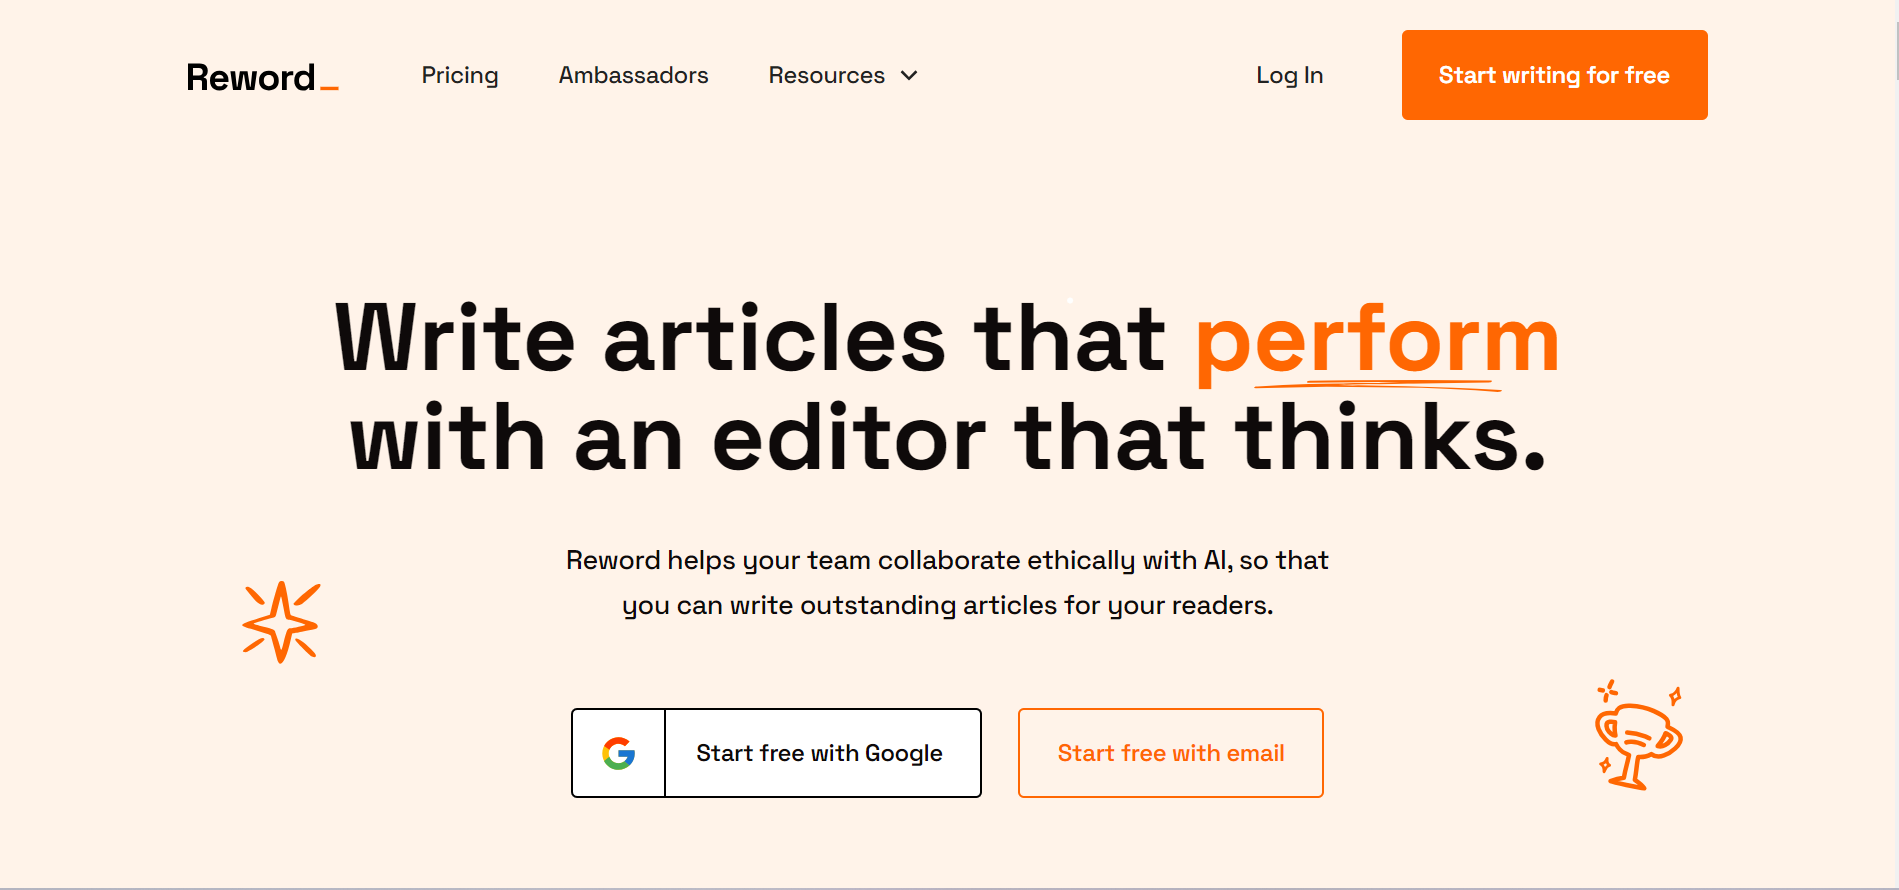 Reword_
Pricing
Ambassadors
Resources
Log In
Start writing for free
Write articles that perform
with an editor that thinks.
Reword helps your team collaborate ethically with AI, so that
you can write outstanding articles for your readers.
Start free with Google
Start free with email